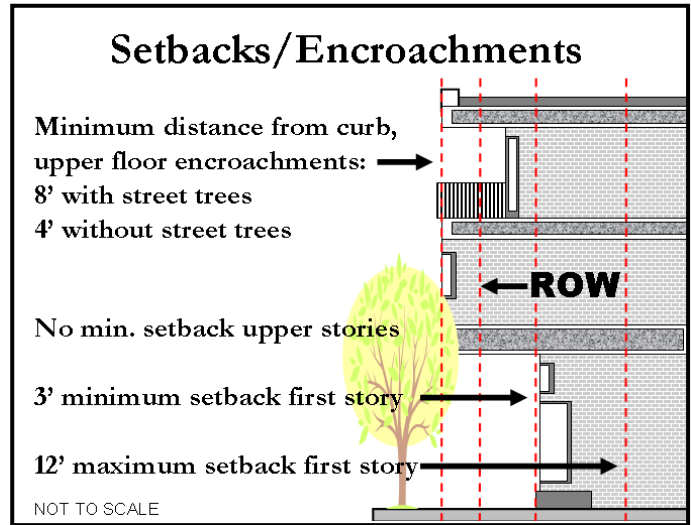 Setbacks/Encroachments
Minimum distance from curb,
upper floor encroachments:
8' with street trees
4' without street trees
ROW
No min. setback upper stories
3' minimum setback first story
12' maximum setback first story
NOT TO SCALE